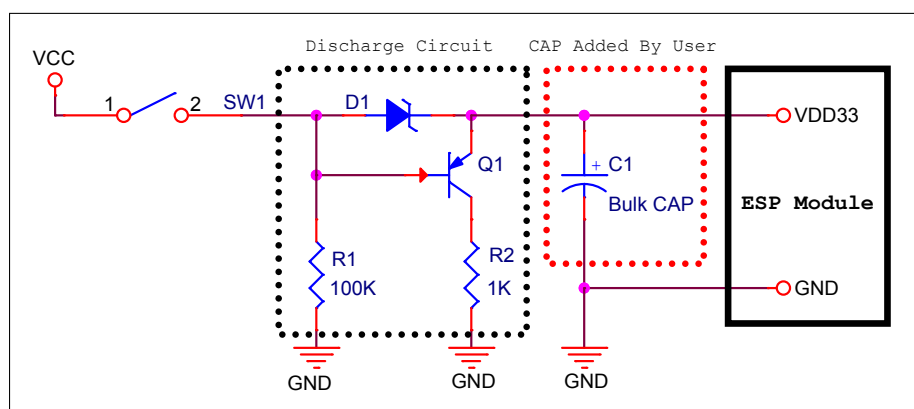 Discharge Circuit
CAP Added By User
VCC
1
2
SW1
D1
VDD33
Q1
+
C1
Bulk CAP
ESP Module
R1
100K
R2
1K
GND
GND
GND
GND